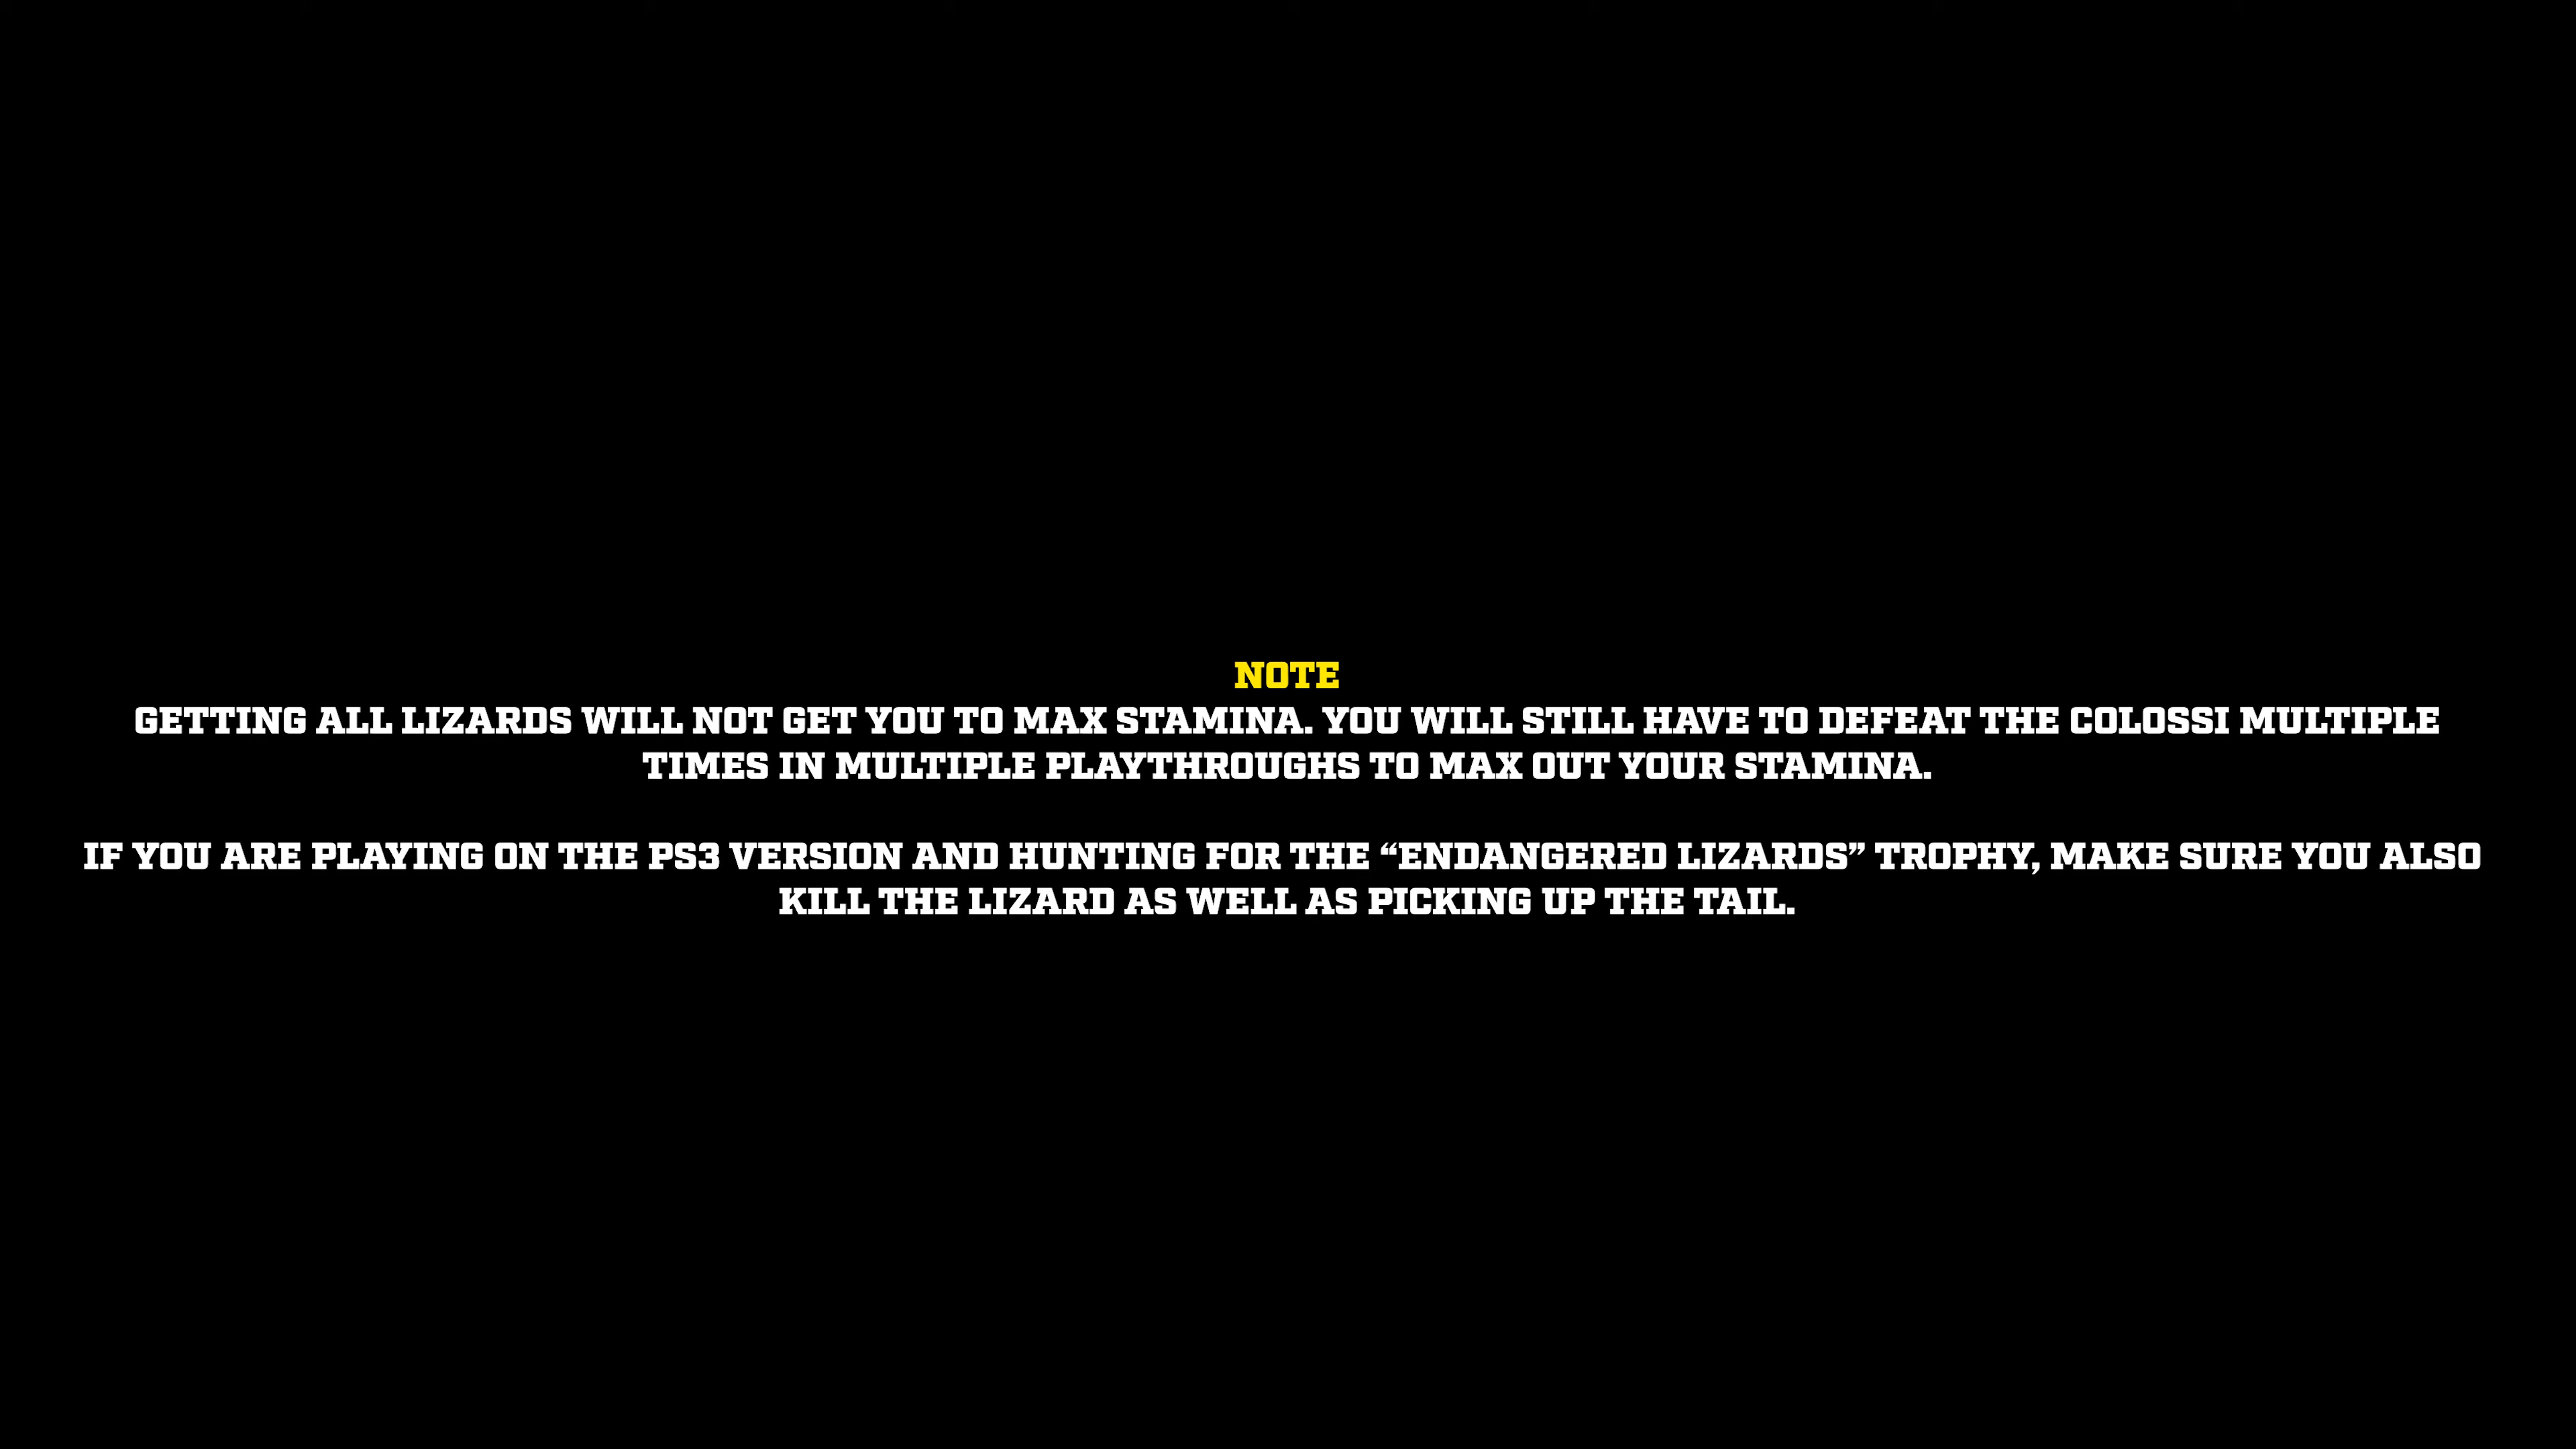 NOTE
GETTING ALL LIZARDS WILL NOT GET YOU TO MAX STAMINA. YOU WILL STILL HAVE TO DEFEAT THE COLOSSI MULTIPLE
TIMES IN MULTIPLE PLAYTHROUGHS TO MAX OUT YOUR STAMINA.
IF YOU ARE PLAYING ON THE PS3 VERSION AND HUNTING FOR THE “ENDANGERED LIZARDS” TROPHY, MAKE SURE YOU ALSO
KILL THE LIZARD AS WELL AS PICKING UP THE TAIL.